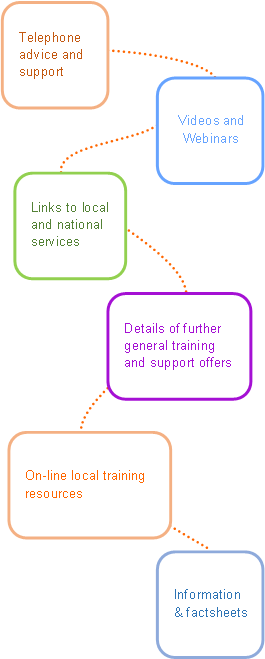 Telephone
advice and
support
Videos and
Webinars
Links to local
and national
services
Details of further
general training
and support offers
On-line local training
resources
Information
& factsheets